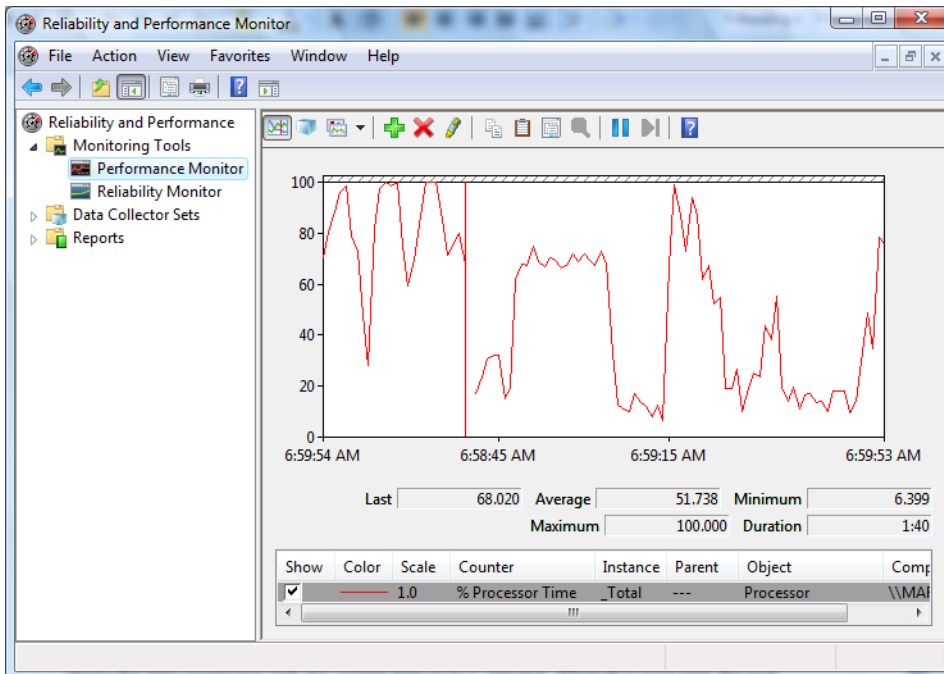 Reliability and Performance Monitor
File Action View Favorites Window Help
Reliability and Performance
Monitoring Tools
Performance Monitor
Reliability Monitor
Data Collector Sets
Reports
100
80
60
40
20
0
6:59:54 AM 6:58:45 AM 6:59:15 AM 6:59:53 AM
Last 68.020 Average 51.738 Minimum 6.399
Maximum 100.000 Duration 1:40
Show Color Scale Counter Instance Parent Object Comp
1.0 % Processor Time _Total --- Processor \\MAR